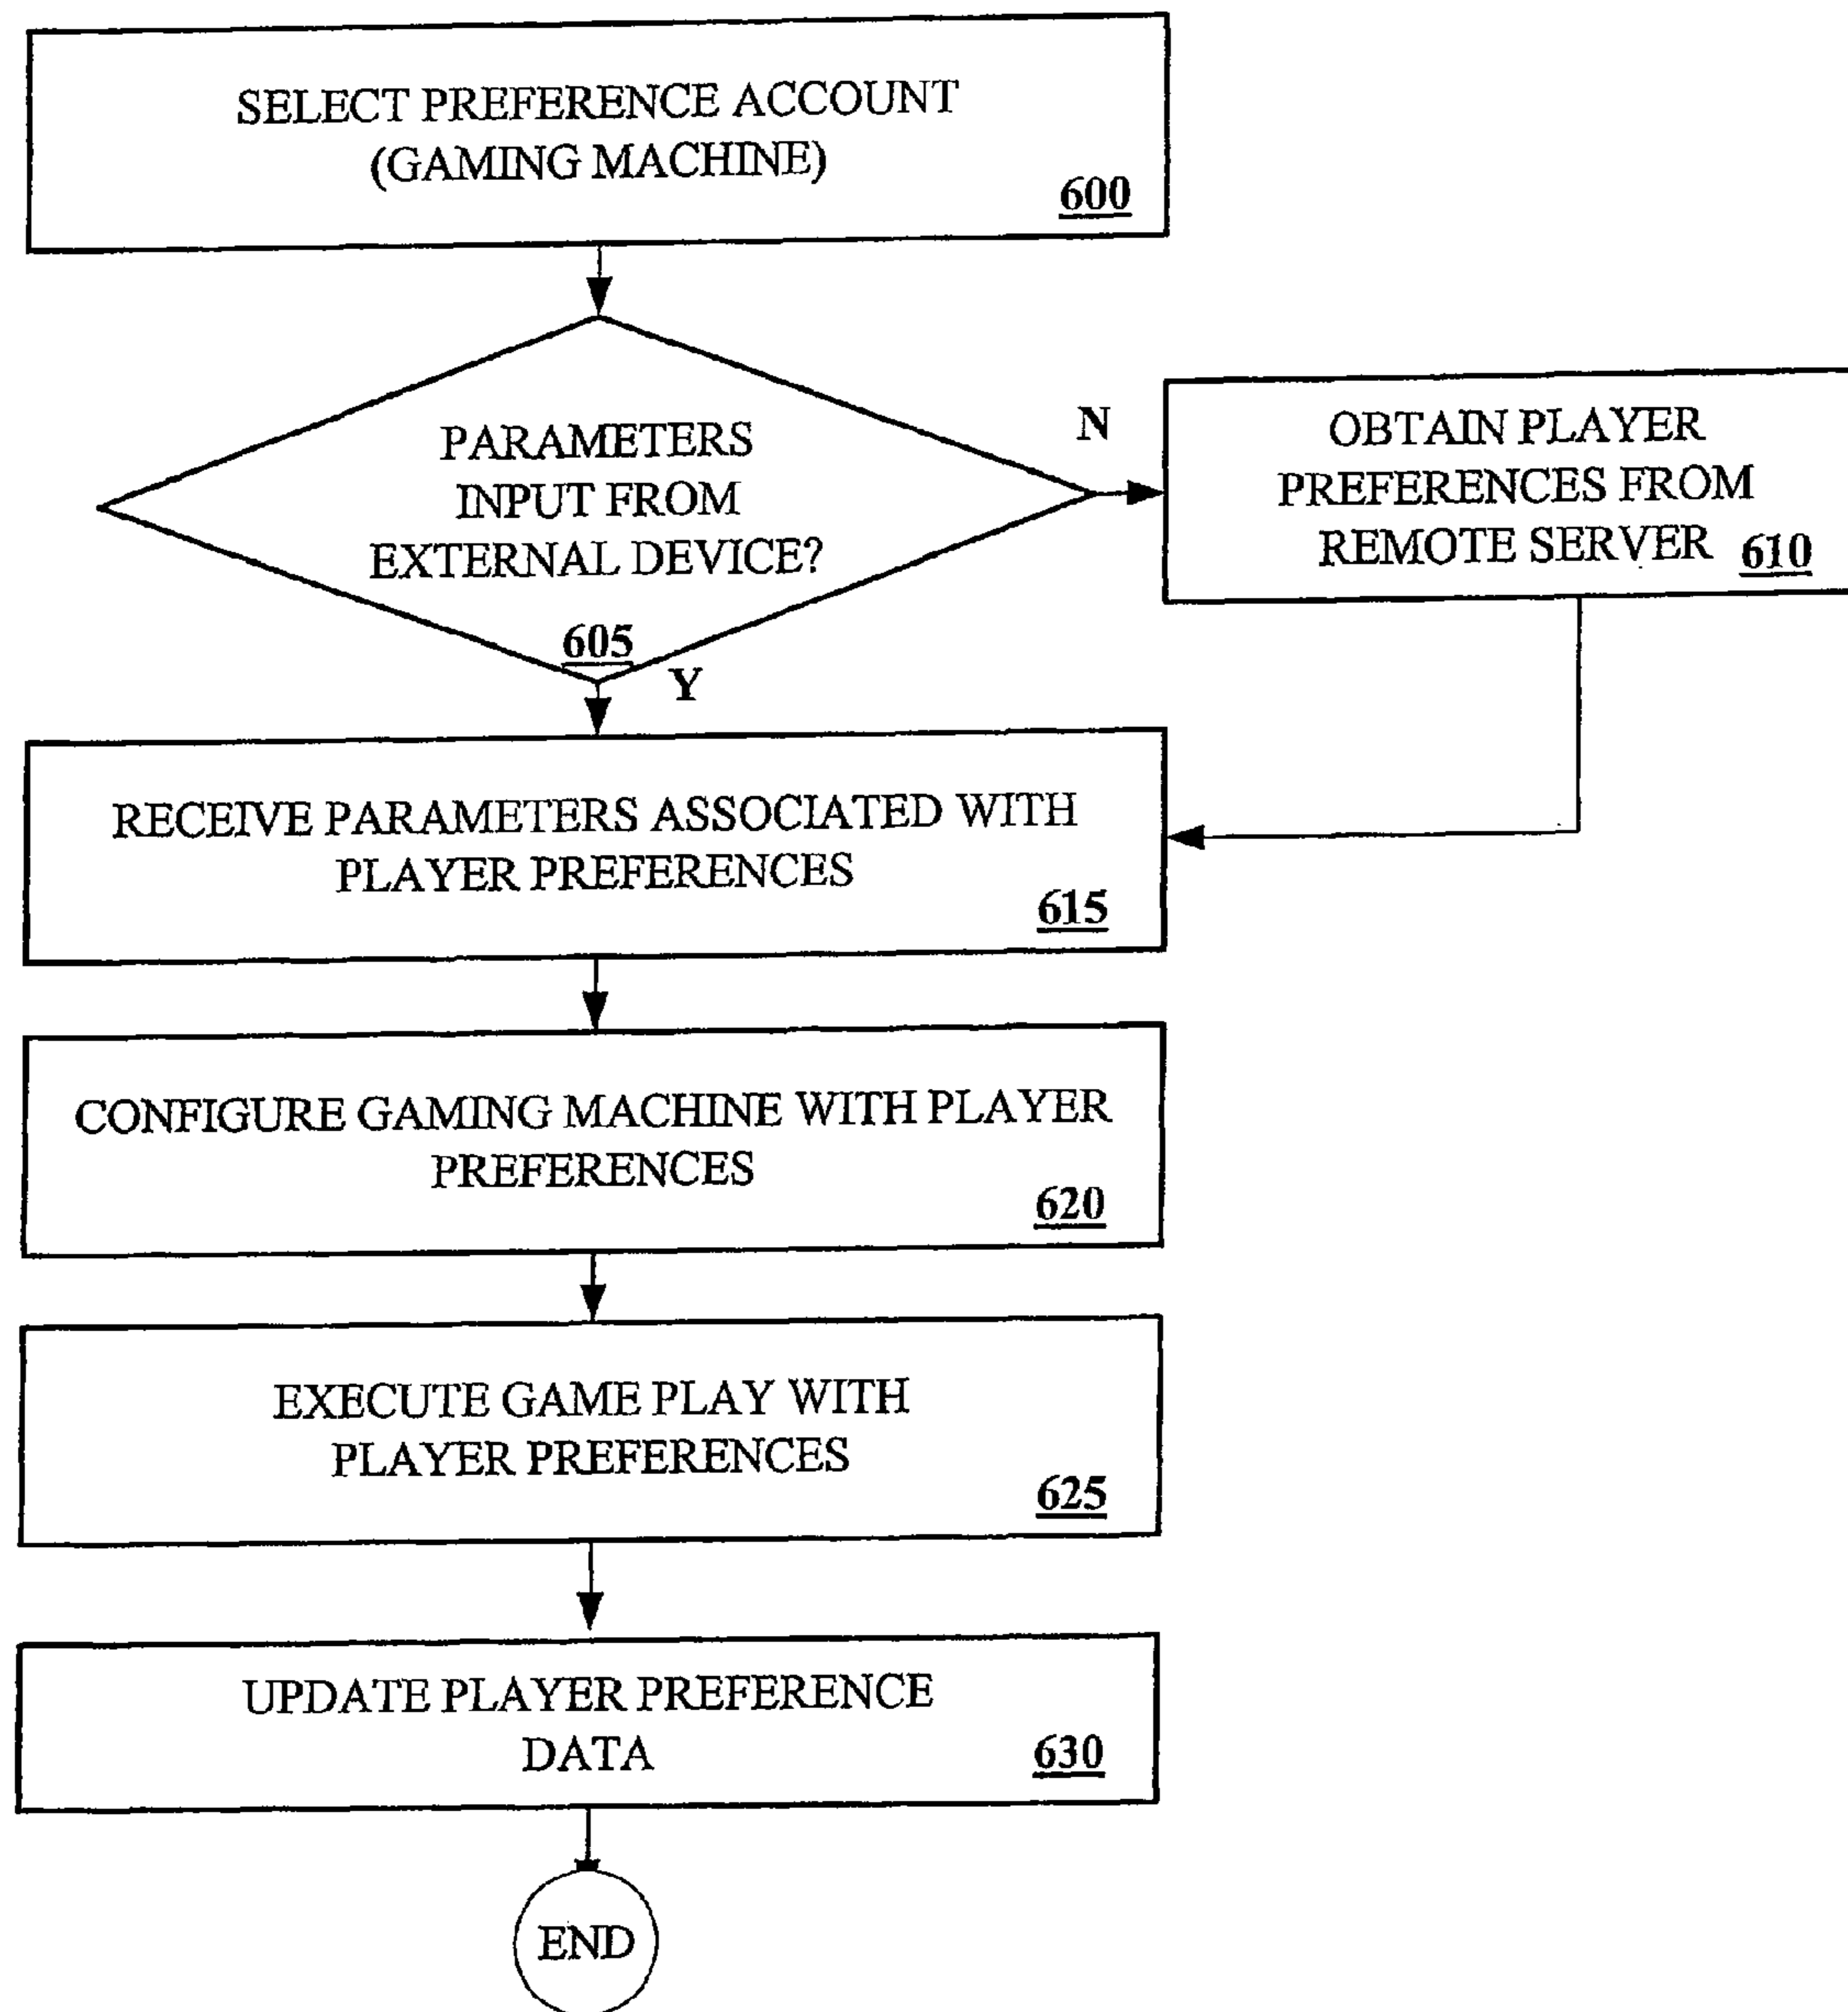 SELECT PREFERENCE ACCOUNT
(GAMING MACHINE)
600
PARAMETERS
INPUT FROM
EXTERNAL DEVICE?
605
N
OBTAIN PLAYER
PREFERENCES FROM
REMOTE SERVER 610
Y
RECEIVE PARAMETERS ASSOCIATED WITH
PLAYER PREFERENCES
615
CONFIGURE GAMING MACHINE WITH PLAYER
PREFERENCES
620
EXECUTE GAME PLAY WITH
PLAYER PREFERENCES
625
UPDATE PLAYER PREFERENCE
DATA 630
END